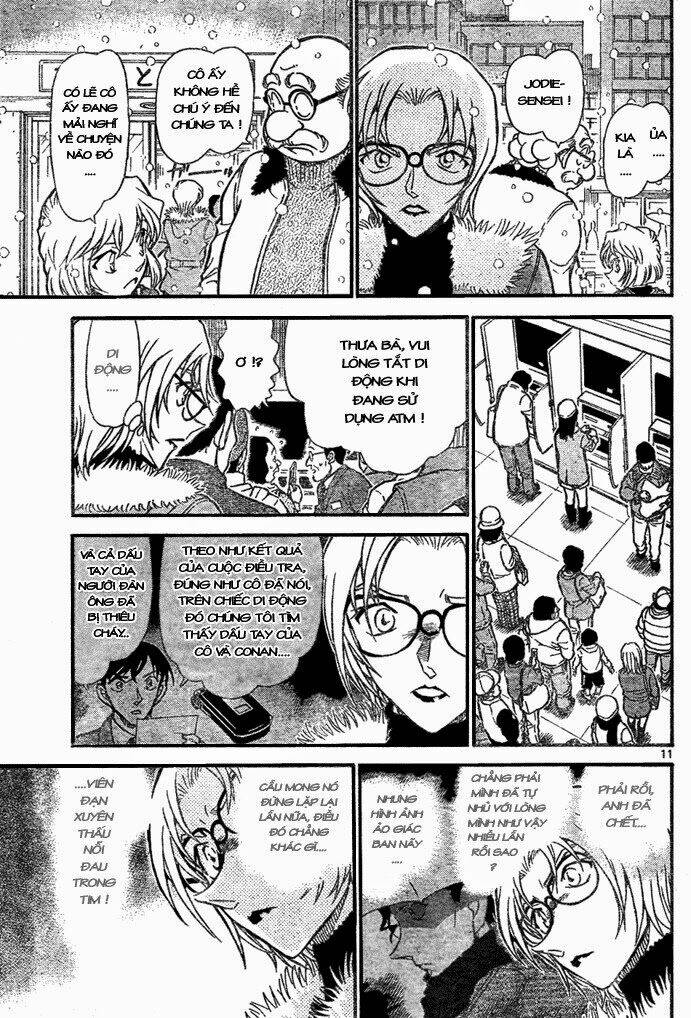 ỦA...
KIA
LÀ
....
JODIE-
SENSEI !
CÔ ẤY
KHÔNG HỀ
CHÚ Ý ĐẾN
CHÚNG TA !
CÓ LẼ CÔ
ẤY ĐANG
MẢI NGHĨ
VỀ CHUYỆN
NÀO ĐÓ
....
と
THƯA BÀ, VUI
LÒNG TẮT DI
ĐỘNG KHI
ĐANG SỬ
DỤNG ATM !
Ơ !?
DI
ĐỘNG
....
THEO NHƯ KẾT QUẢ
CỦA CUỘC ĐIỀU TRA,
ĐÚNG NHƯ CÔ ĐÃ NÓI,
TRÊN CHIẾC DI ĐỘNG
ĐÓ CHÚNG TÔI TÌM
THẤY DẤU TAY CỦA
CÔ VÀ CONAN....
VÀ CẢ DẤU
TAY CỦA
NGƯỜI ĐÀN
ÔNG ĐÃ
BỊ THIÊU
CHÁY..
11
PHẢI RỒI,
ANH ĐÃ
CHẾT....
CHẲNG PHẢI
MÌNH ĐÃ TỰ
NHỦ VỚI LÒNG
MÌNH NHƯ VẬY
NHIỀU LẦN
RỒI SAO
?
NHƯNG
HÌNH ẢNH
ẢO GIÁC
BAN NÃY
....
CẦU MONG NÓ
ĐỪNG LẶP LẠI
LẦN NỮA, ĐIỀU
ĐÓ CHẲNG
KHÁC GÌ....
....VIÊN
ĐẠN
XUYÊN
THẤU
NỖI
ĐAU
TRONG
TIM !